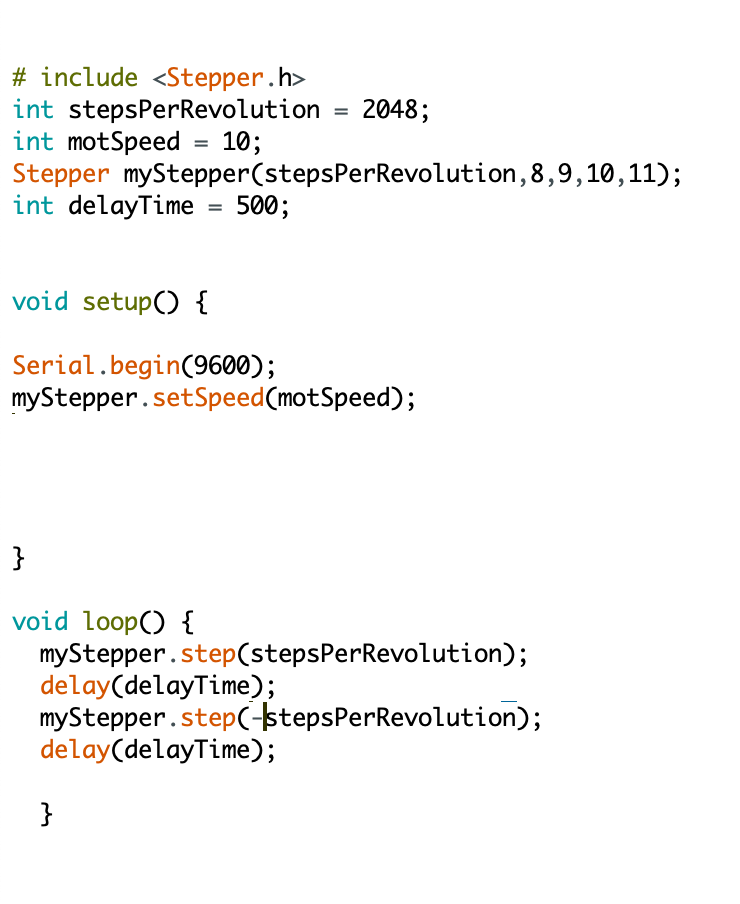 # include <Stepper.h>
int stepsPerRevolution = 2048;
int motSpeed = 10;
Stepper myStepper(stepsPerRevolution,8,9,10,11);
int delayTime = 500;
void setup() {
Serial.begin(9600);
myStepper.setSpeed(motSpeed);
}
void loop() {
myStepper.step(stepsPerRevolution);
delay(delayTime);
myStepper.step(-stepsPerRevolution);
delay(delayTime);
}